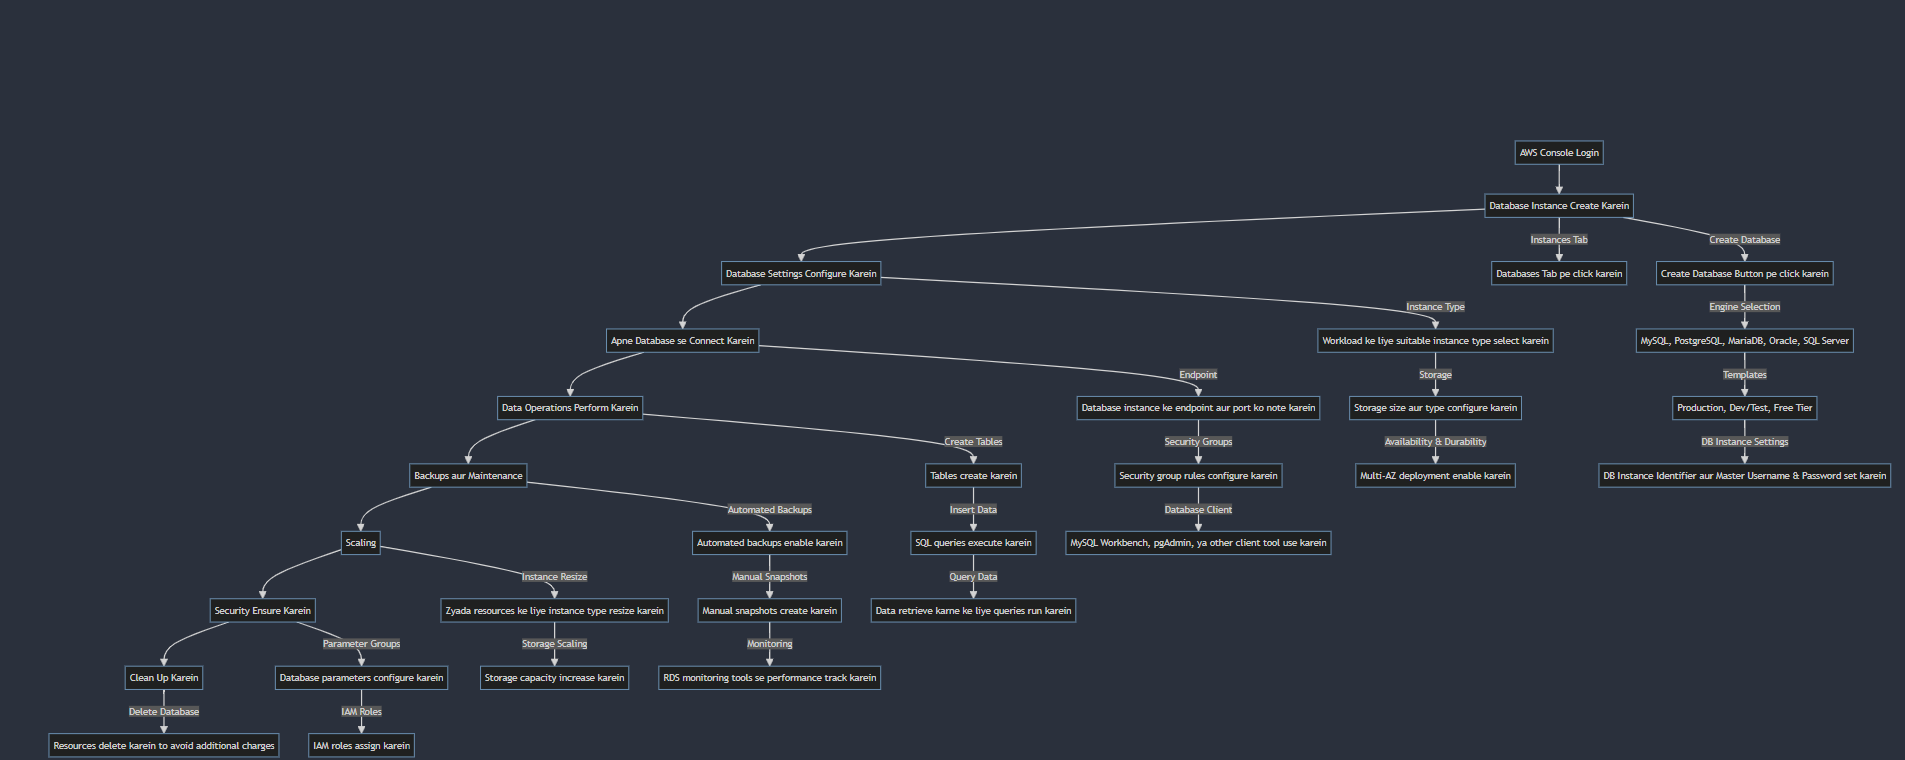 AWS Console Login
Database Instance Create Karein
Instances Tab
Create Database
Database Settings Configure Karein
Databases Tab pe click karein
Create Database Button pe click karein
Instance Type
Engine Selection
Apne Database se Connect Karein
Workload ke liye suitable instance type select karein
MySQL, PostgreSQL, MariaDB, Oracle, SQL Server
Endpoint
Storage
Templates
Data Operations Perform Karein
Database instance ke endpoint aur port ko note karein
Storage size aur type configure karein
Production, Dev/Test, Free Tier
Create Tables
Security Groups
Availability & Durability
DB Instance Settings
Backups aur Maintenance
Tables create karein
Security group rules configure karein
Multi-AZ deployment enable karein
DB Instance Identifier aur Master Username & Password set karein
Automated Backups
Insert Data
Database Client
Scaling
Automated backups enable karein
SQL queries execute karein
MySQL Workbench, pgAdmin, ya other client tool use karein
Instance Resize
Manual Snapshots
Query Data
Security Ensure Karein
Zyada resources ke liye instance type resize karein
Manual snapshots create karein
Data retrieve karne ke liye queries run karein
Parameter Groups
Storage Scaling
Monitoring
Clean Up Karein
Database parameters configure karein
Storage capacity increase karein
RDS monitoring tools se performance track karein
Delete Database
IAM Roles
Resources delete karein to avoid additional charges
IAM roles assign karein